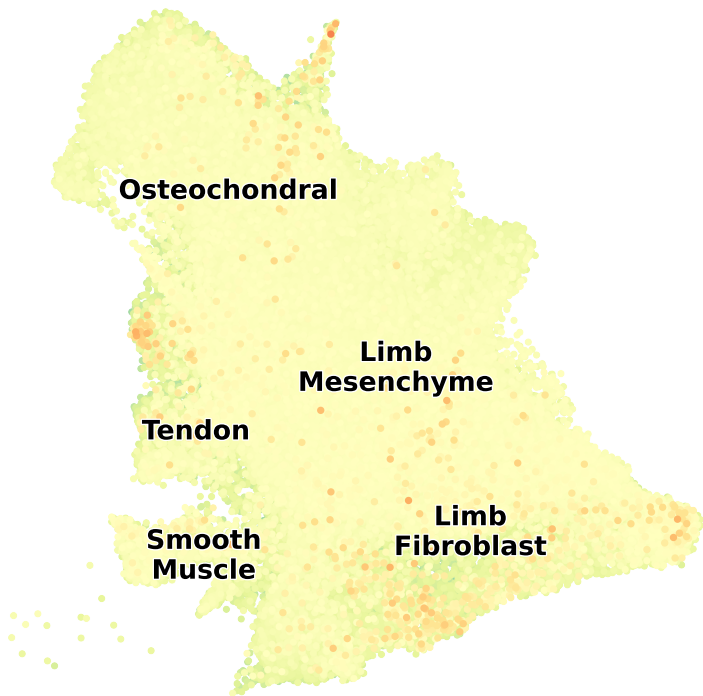 Osteochondral
Limb
Mesenchyme
Tendon
Limb
Fibroblast
Smooth
Muscle